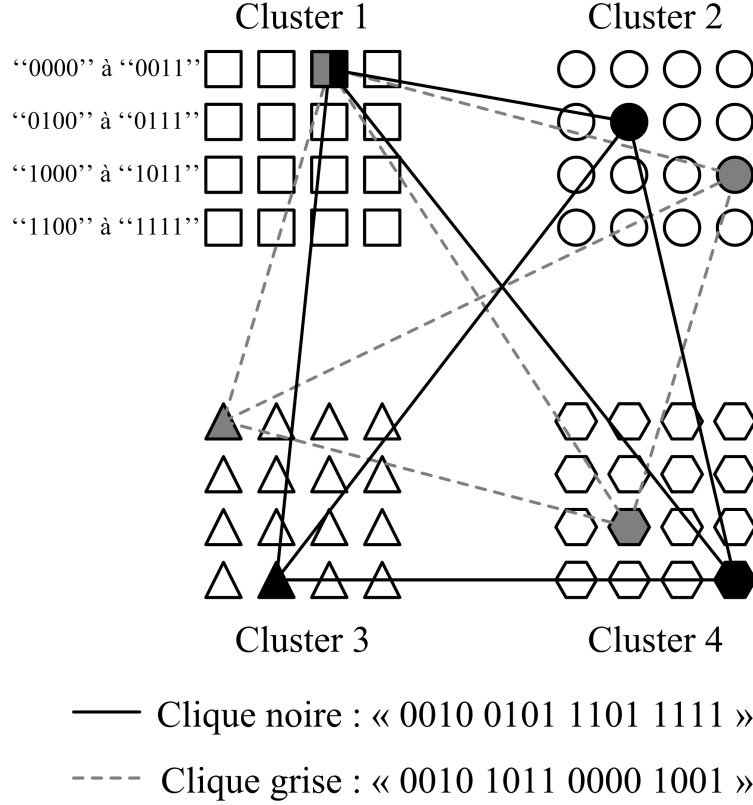 Cluster 1
Cluster 2
‘‘0000’’ à ‘‘0011’’
‘‘0100’’ à ‘‘0111’’
‘‘1000’’ à ‘‘1011’’
‘‘1100’’ à ‘‘1111’’
Cluster 3
Cluster 4
Clique noire : « 0010 0101 1101 1111 »
Clique grise : « 0010 1011 0000 1001 »